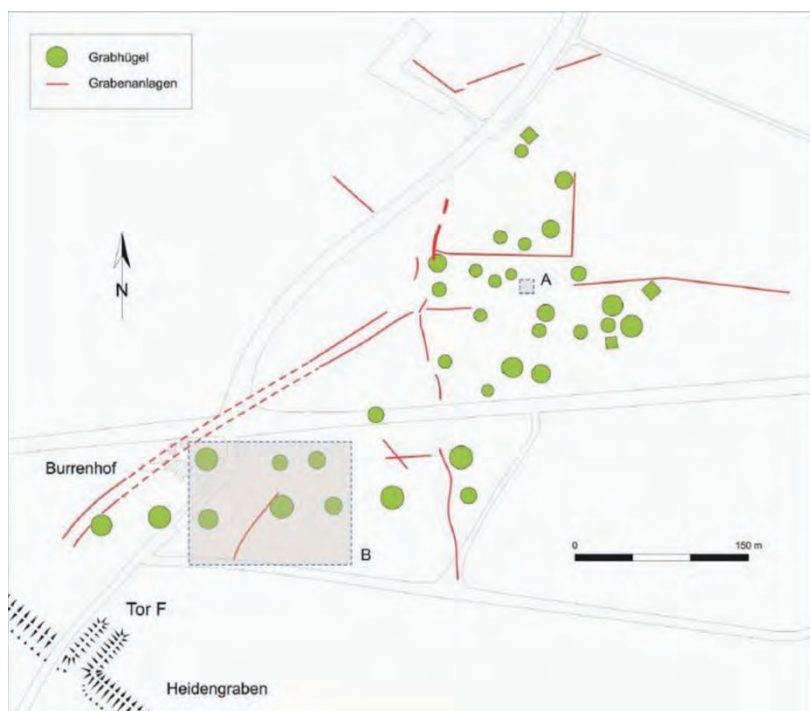 Grabhügel
Grabenanlagen
N
A
Burrenhof
B
0 150 m
Tor F
Heidengraben